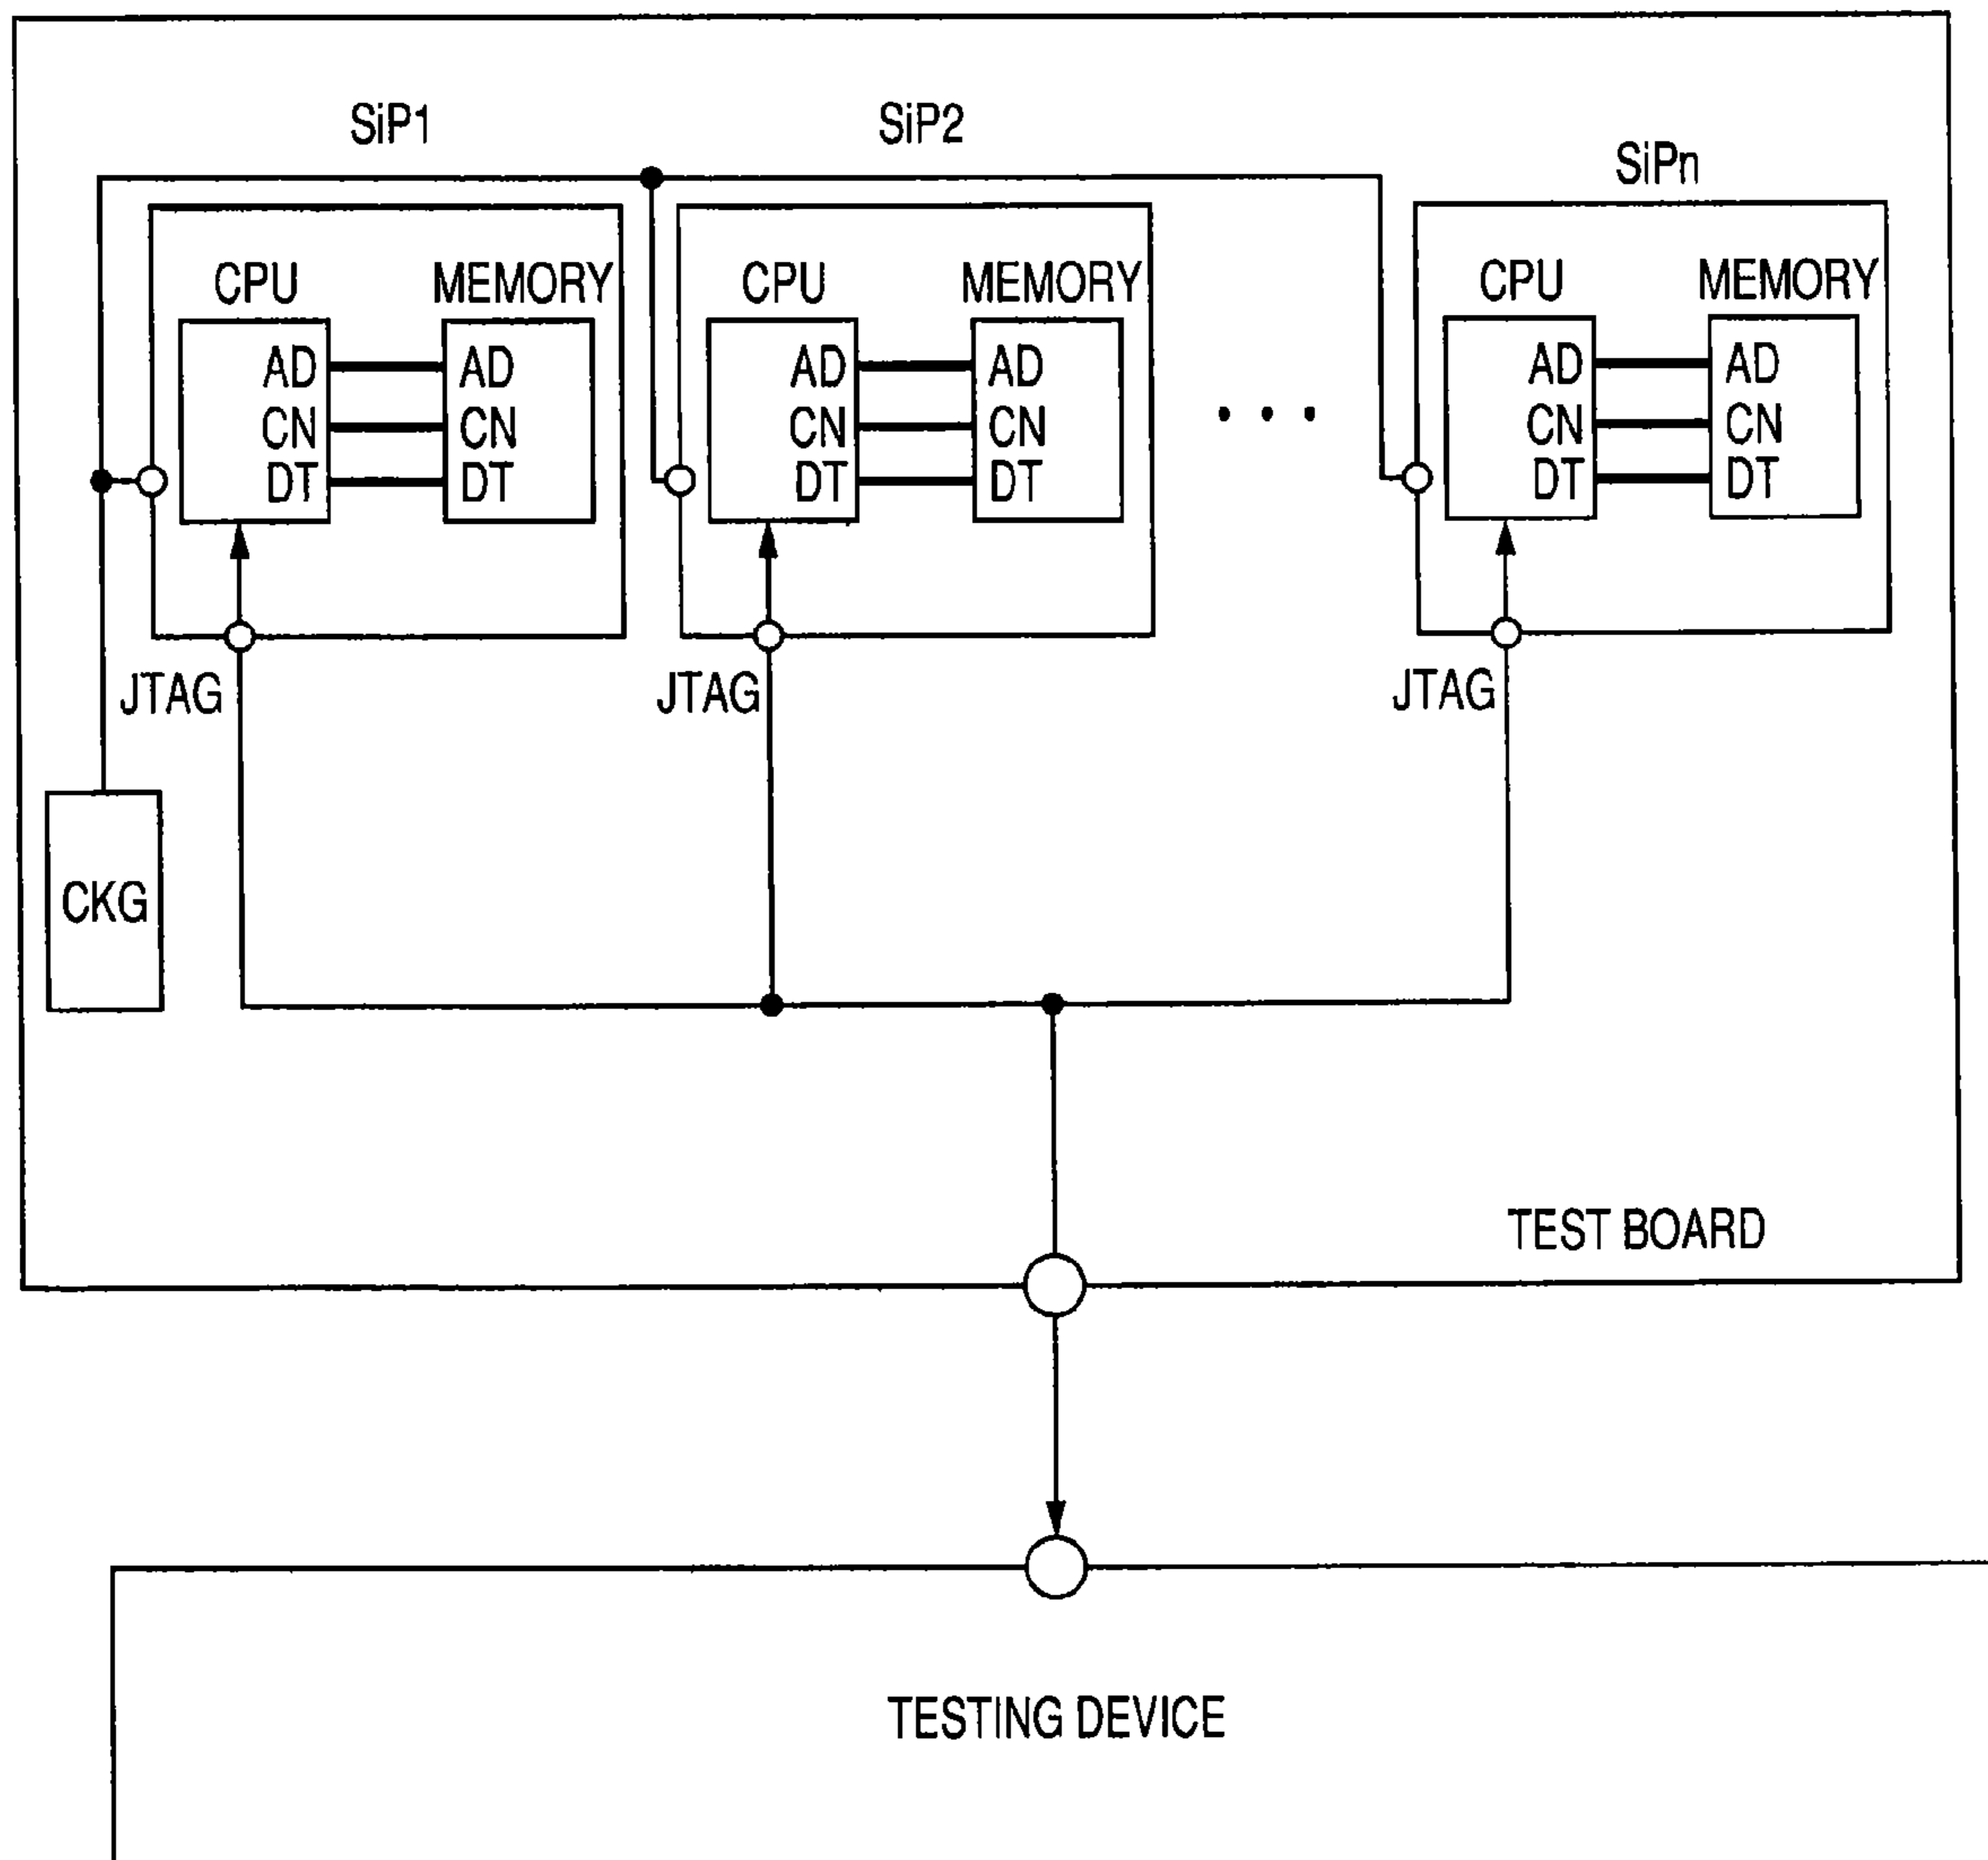 SiP1
SiP2
SiPn
CPU MEMORY
AD AD
CN CN
DT DT
JTAG
CPU MEMORY
AD AD
CN CN
DT DT
JTAG
CPU MEMORY
AD AD
CN CN
DT DT
JTAG
CKG
TEST BOARD
TESTING DEVICE